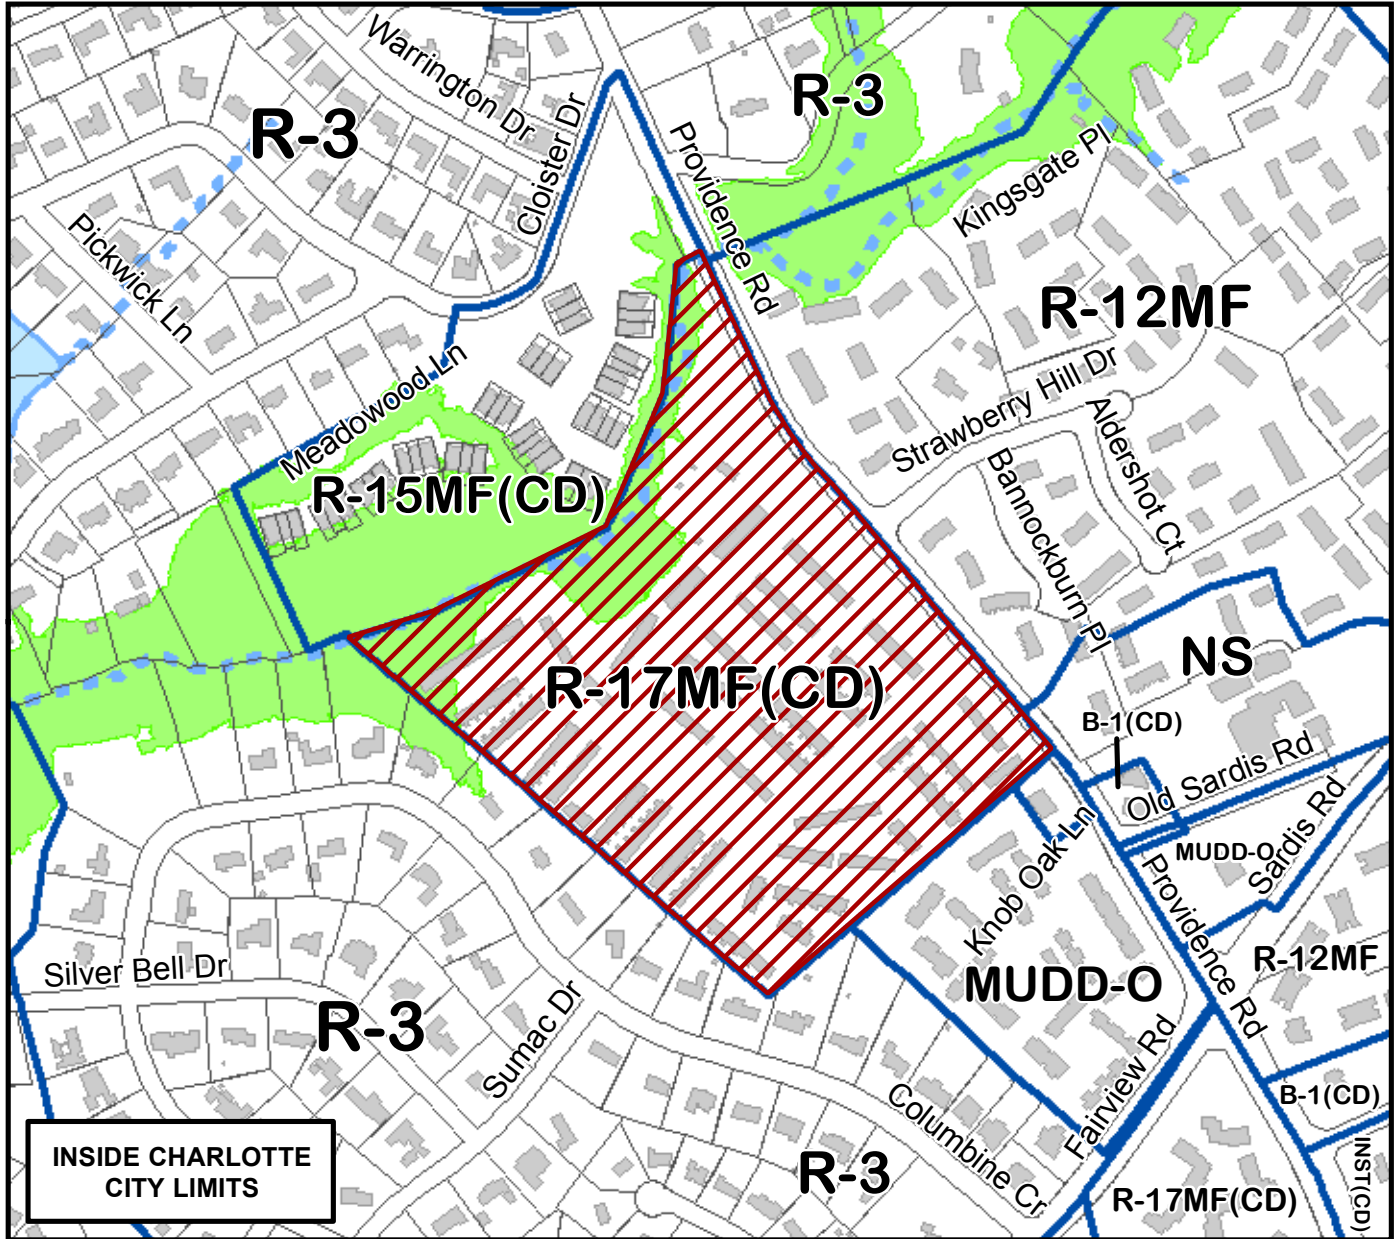 Warrington Dr
R-3
R-3
Cloister Dr
Providence Rd
Kingsgate Pl
Pickwick Ln
R-12MF
Meadowood Ln
Strawberry Hill Dr
Aldershot Ct
R-15MF(CD)
Bannockburn Pl
R-17MF(CD)
NS
B-1(CD)
Old Sardis Rd
MUDD-O
Sardis Rd
Knob Oak Ln
Providence Rd
Silver Bell Dr
R-12MF
MUDD-O
R-3
Sumac Dr
Fairview Rd
Columbine Cr
B-1(CD)
INST(CD)
R-3
R-17MF(CD)
INSIDE CHARLOTTE
CITY LIMITS